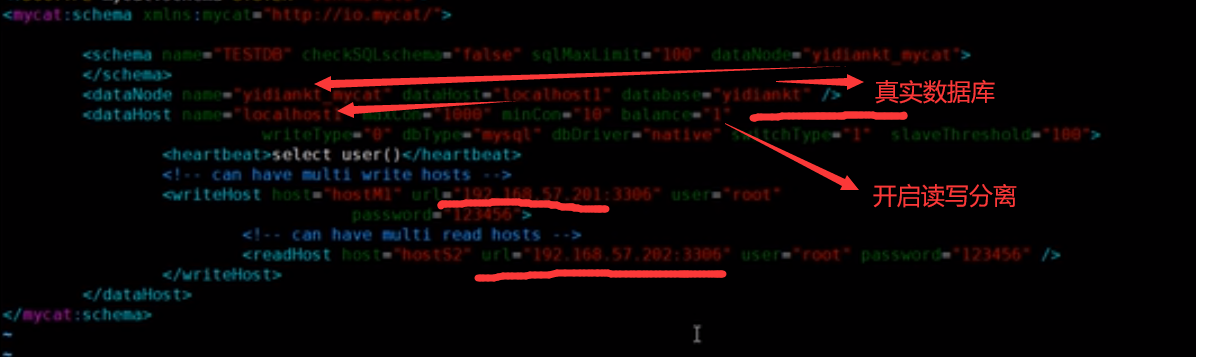 <mycat:schema xmlns:mycat="http://io.mycat/">
<schema name="TESTDB" checkSQLschema="false" sqlMaxLimit="100" dataNode="yidiankt_mycat">
</schema>
<dataNode name="yidiankt_mycat" dataHost="localhost1" database="yidiankt" />
真实数据库
<dataHost name="localhost1" maxCon="1000" minCon="10" balance="1"
writeType="0" dbType="mysql" dbDriver="native" switchType="1" slaveThreshold="100">
<heartbeat>select user()</heartbeat>
<!-- can have multi write hosts -->
<writeHost host="hostM1" url="192.168.57.201:3306" user="root"
开启读写分离
password="123456">
<!-- can have multi read hosts -->
<readHost host="hostS2" url="192.168.57.202:3306" user="root" password="123456" />
</writeHost>
</dataHost>
</mycat:schema>
~
~